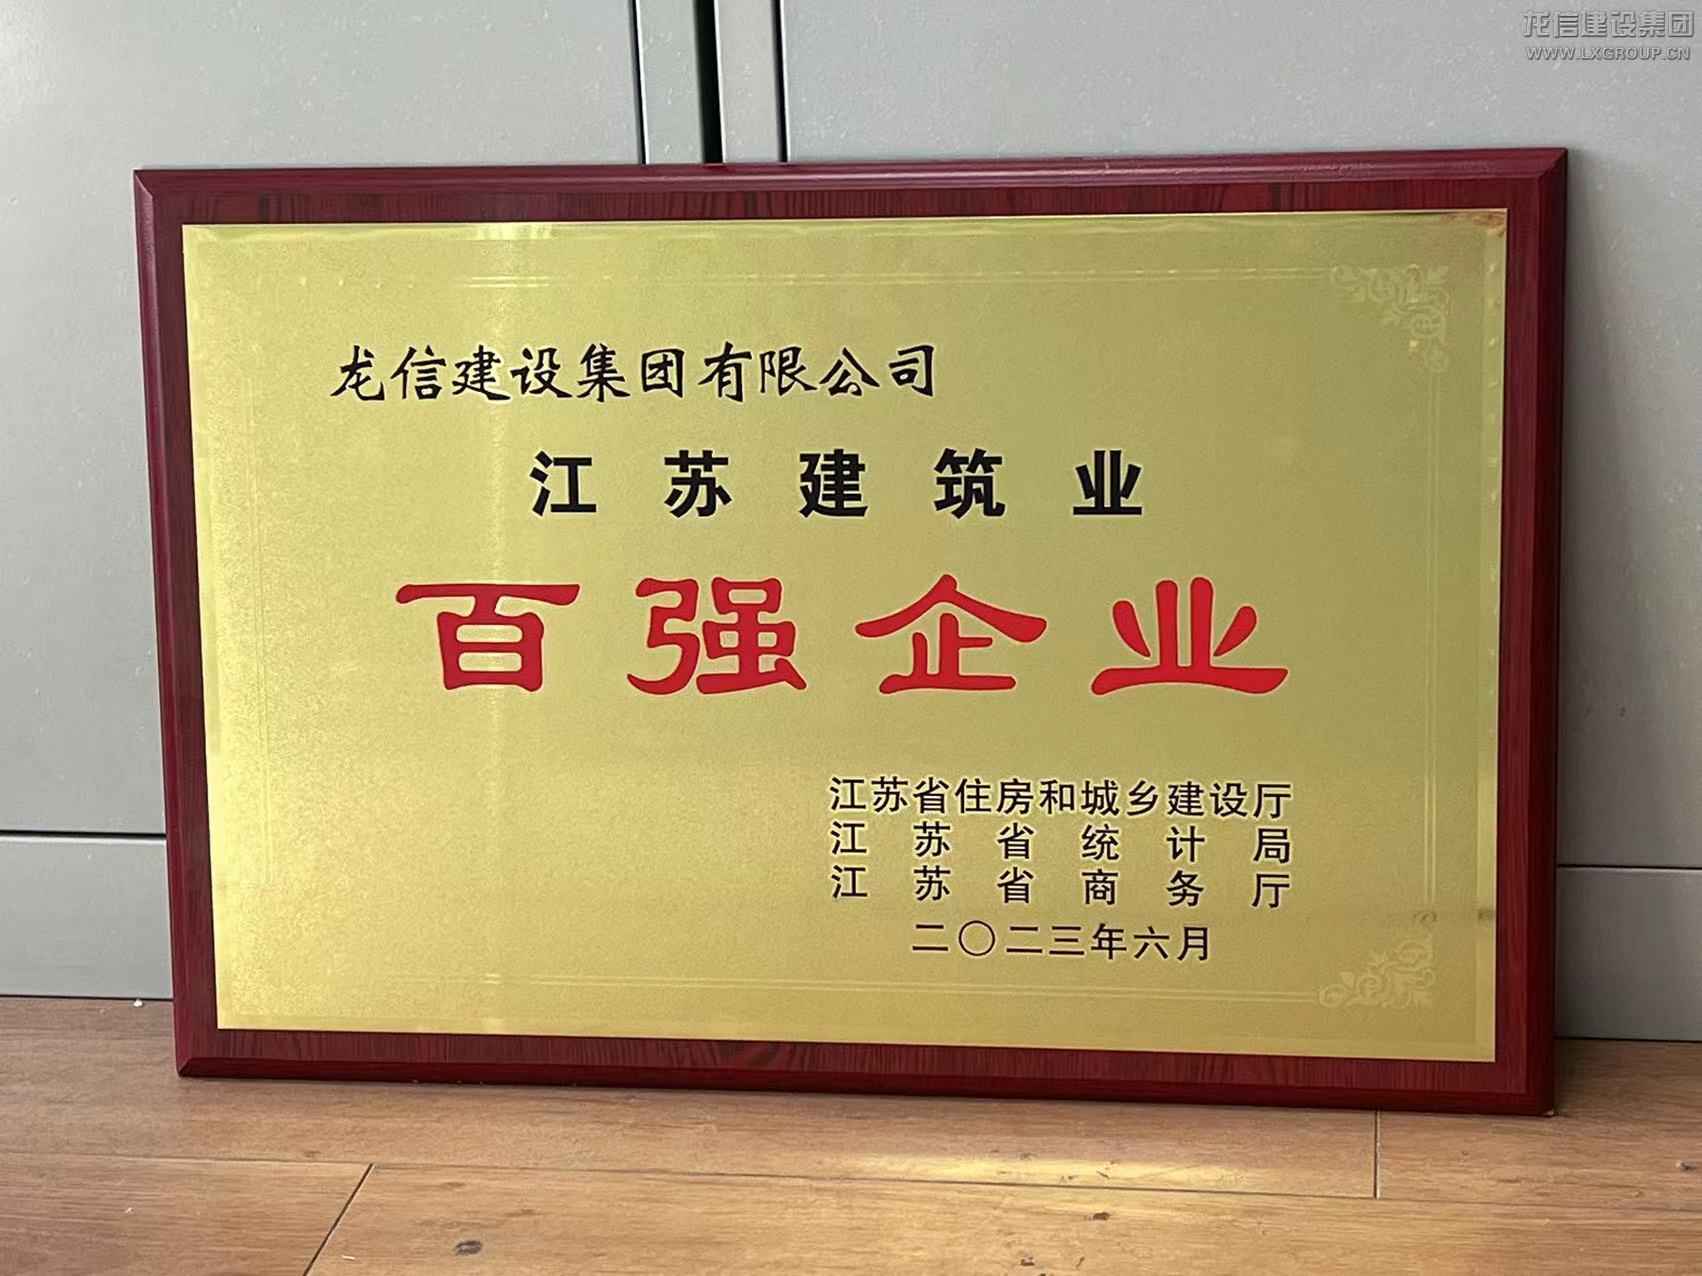 龙信建设集团
WWW.LXGROUP.CN
龙信建设集团有限公司
江苏建筑业
百强企业
江苏省住房和城乡建设厅
江苏省统计局
江苏省商务厅
二〇二三年六月